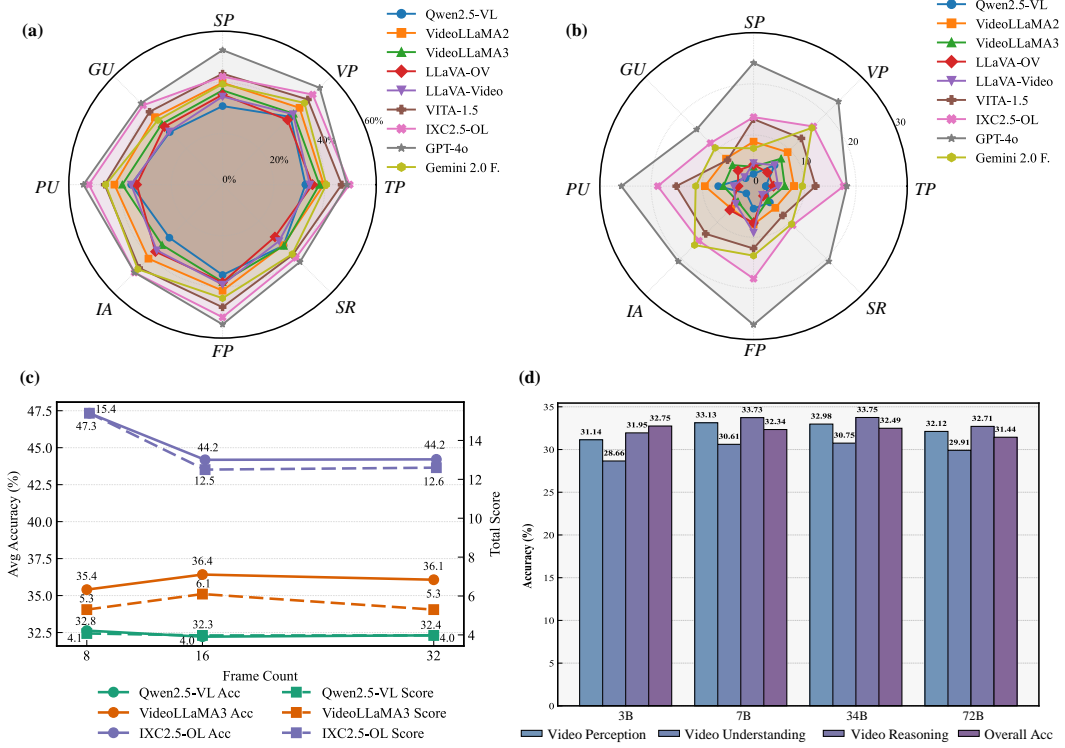 (a)
SP
VP
TP
SR
FP
IA
PU
GU
0%
20%
40%
60%
Qwen2.5-VL
VideoLLaMA2
VideoLLaMA3
LLaVA-OV
LLaVA-Video
VITA-1.5
IXC2.5-OL
GPT-4o
Gemini 2.0 F.
(b)
SP
VP
TP
SR
FP
IA
PU
GU
0
10
20
30
Qwen2.5-VL
VideoLLaMA2
VideoLLaMA3
LLaVA-OV
LLaVA-Video
VITA-1.5
IXC2.5-OL
GPT-4o
Gemini 2.0 F.
(c)
Avg Accuracy (%)
47.5
45.0
42.5
40.0
37.5
35.0
32.5
15.4
47.3
44.2
12.5
44.2
12.6
35.4
5.3
36.4
6.1
36.1
5.3
32.8
4.1
32.3
4.0
32.4
4.0
14
12
10
8
6
4
Total Score
8
16
32
Frame Count
Qwen2.5-VL Acc
VideoLLaMA3 Acc
IXC2.5-OL Acc
Qwen2.5-VL Score
VideoLLaMA3 Score
IXC2.5-OL Score
(d)
Accuracy (%)
35
30
25
20
15
10
5
0
31.14
28.66
31.95
32.75
33.13
30.61
33.73
32.34
32.98
30.75
33.75
32.49
32.12
29.91
32.71
31.44
3B
7B
34B
72B
Video Perception
Video Understanding
Video Reasoning
Overall Acc